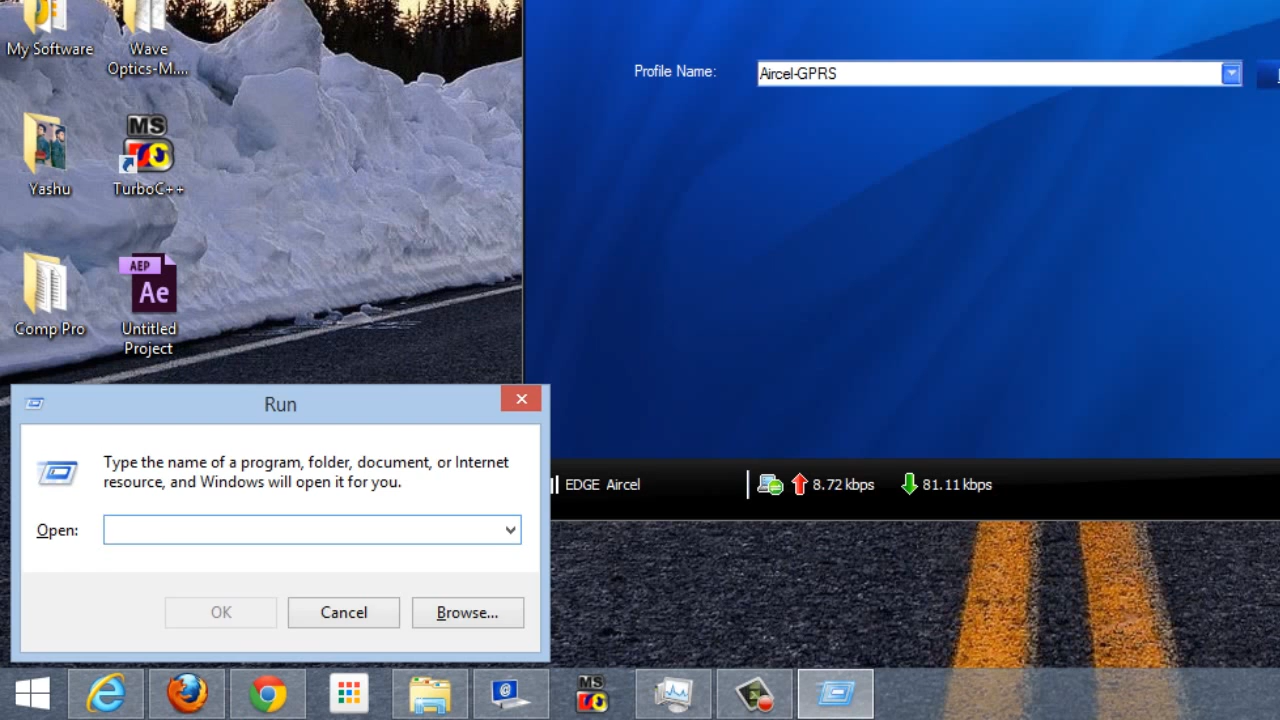 My Software
Wave
Optics-M....
Profile Name:
Aircel-GPRS
Yashu
MS
TurboC++
Comp Pro
AEP
Ae
Untitled
Project
Run
Type the name of a program, folder, document, or Internet
resource, and Windows will open it for you.
Open:
OK
Cancel
Browse...
EDGE Aircel
8.72 kbps
81.11 kbps
MS